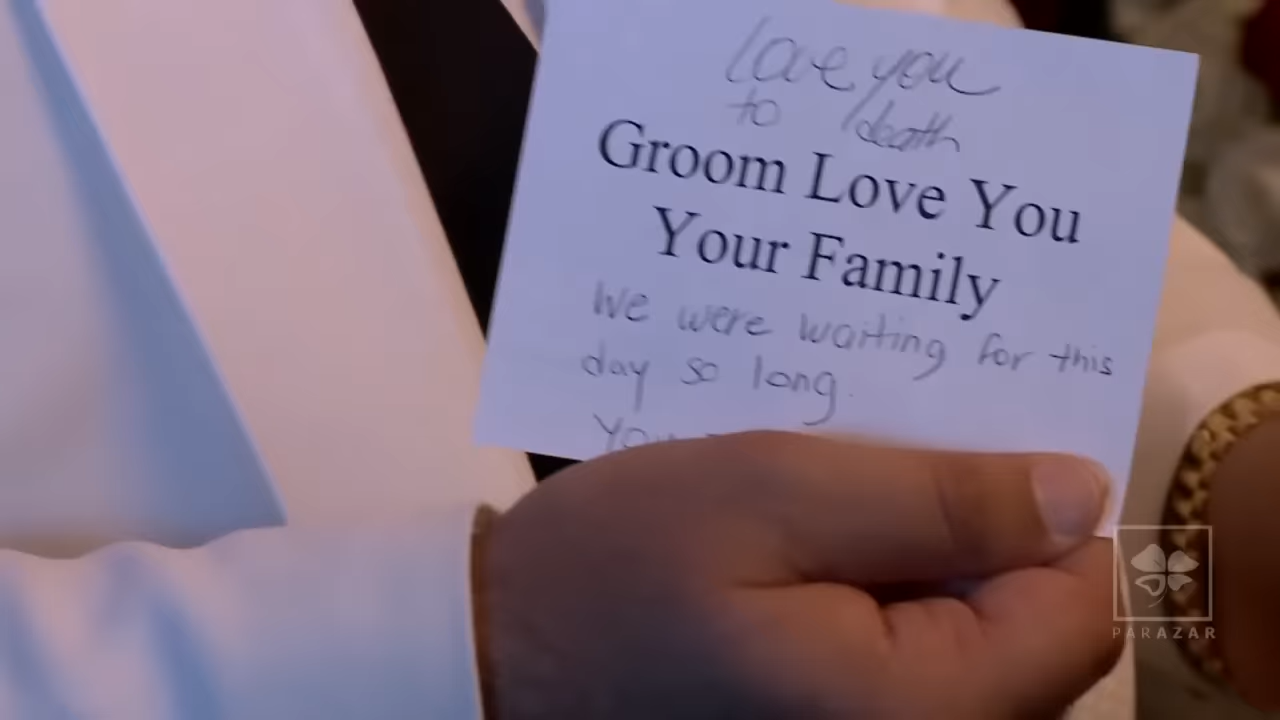 Love you
to death
Groom Love You
Your Family
We were waiting for this
day so long.
PARAZAR